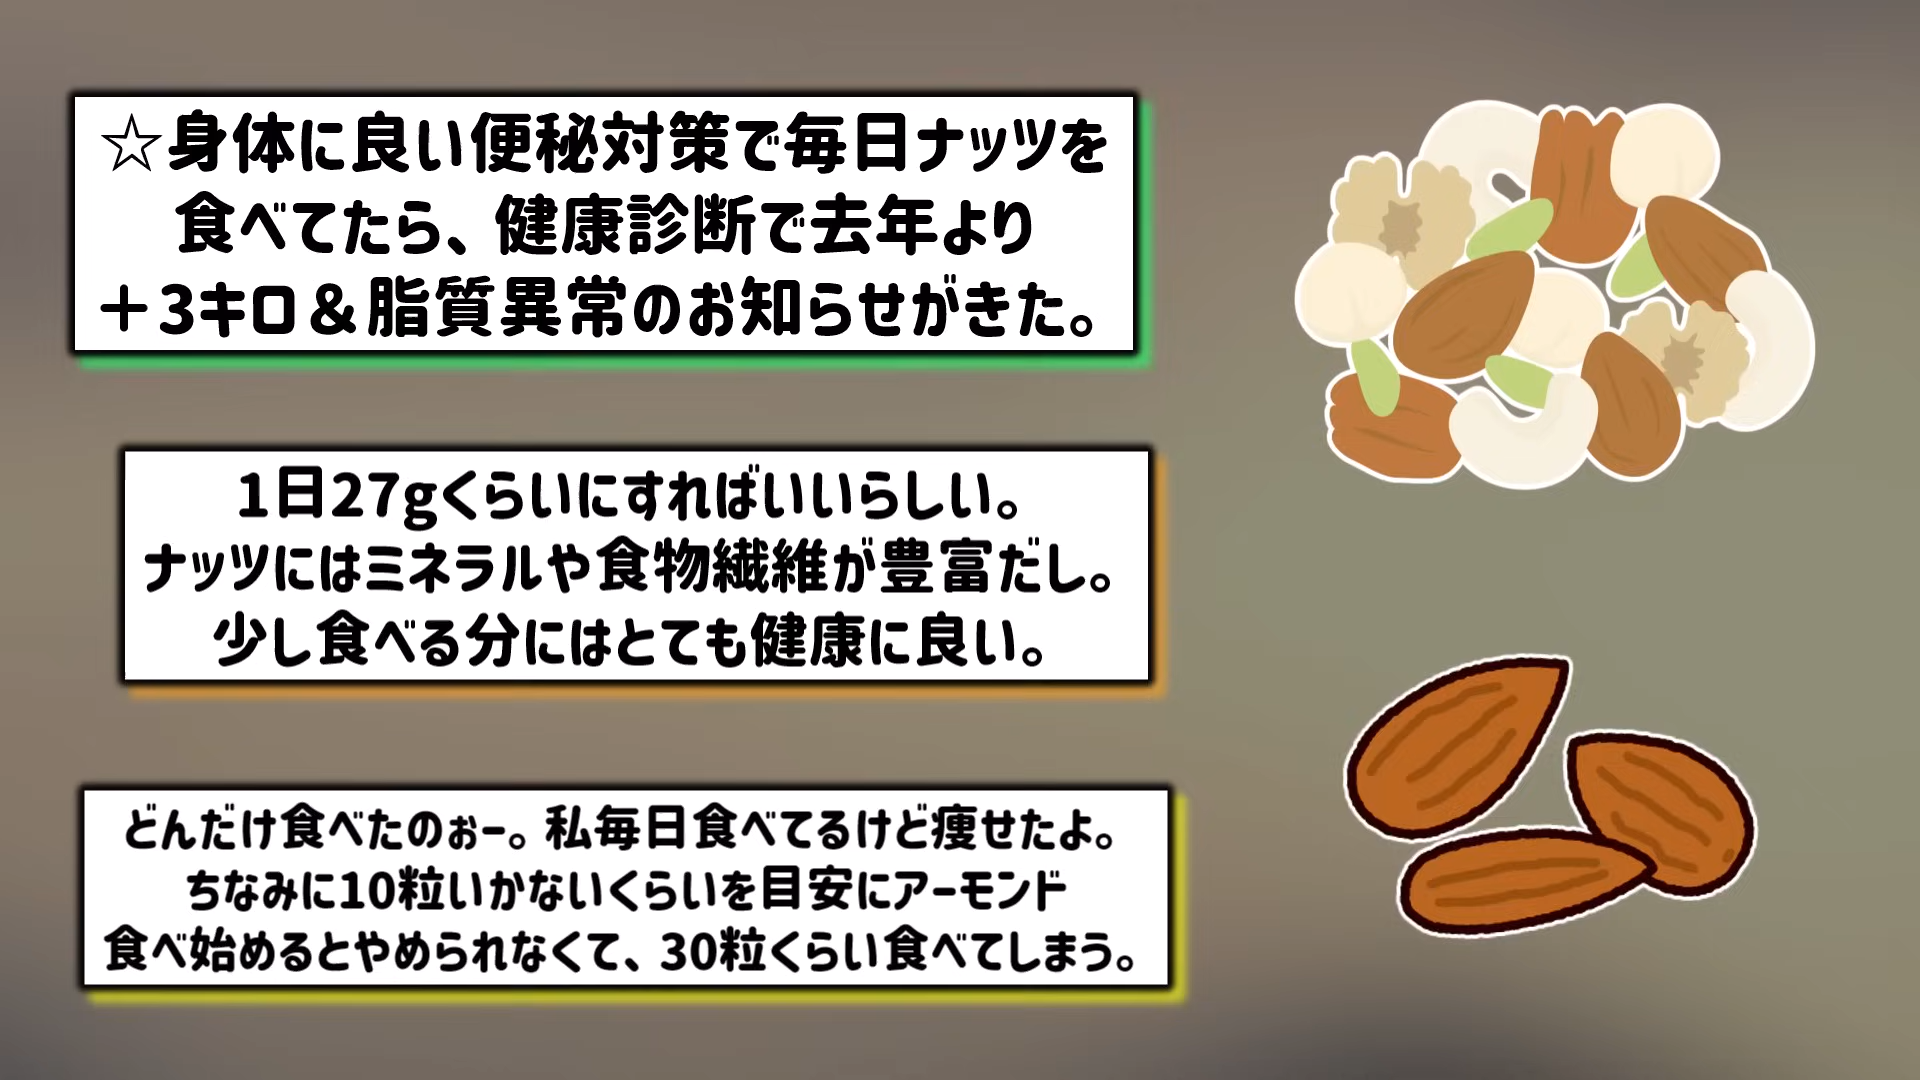 ☆身体に良い便秘対策で毎日ナッツを
食べてたら、健康診断で去年より
＋3キロ＆脂質異常のお知らせがきた。
1日27gくらいにすればいいらしい。
ナッツにはミネラルや食物繊維が豊富だし。
少し食べる分にはとても健康に良い。
どんだけ食べたのぉー。私毎日食べてるけど痩せたよ。
ちなみに10粒いかないくらいを目安にアーモンド
食べ始めるとやめられなくて、30粒くらい食べてしまう。